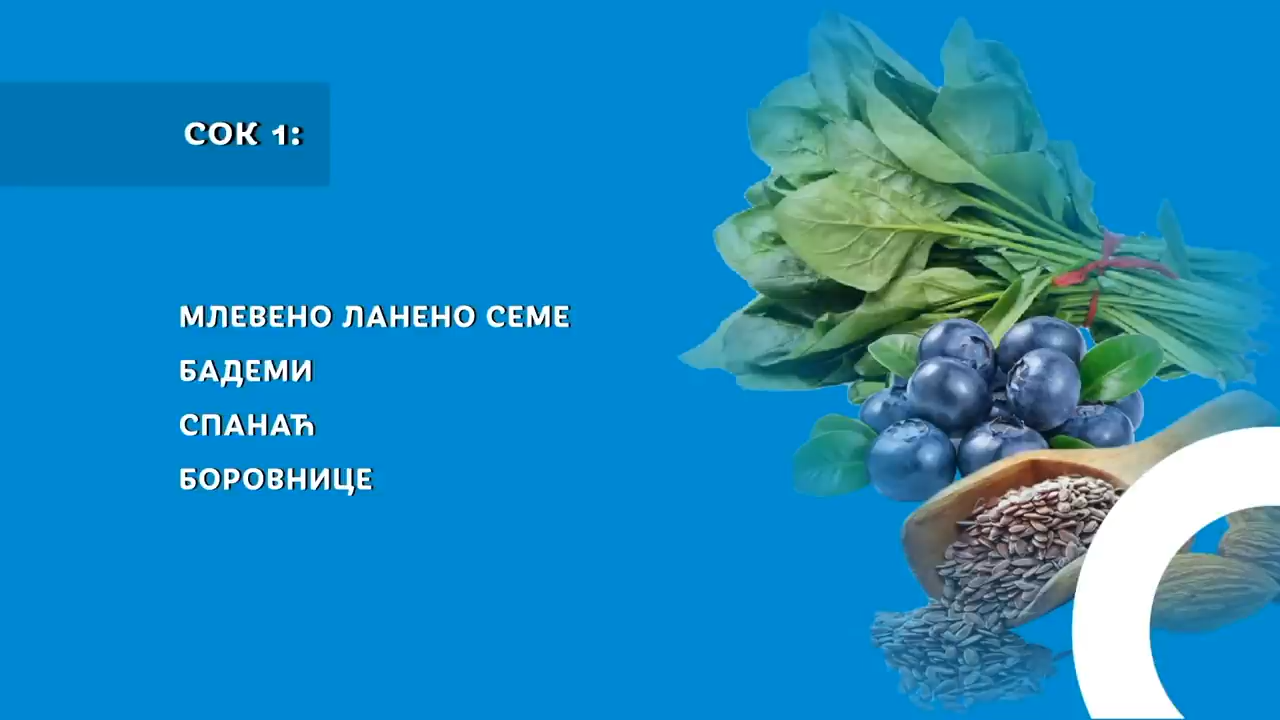 СОК 1:
МЛЕВЕНО ЛАНЕНО СЕМЕ
БАДЕМИ
СПАНАЋ
БОРОВНИЦЕ